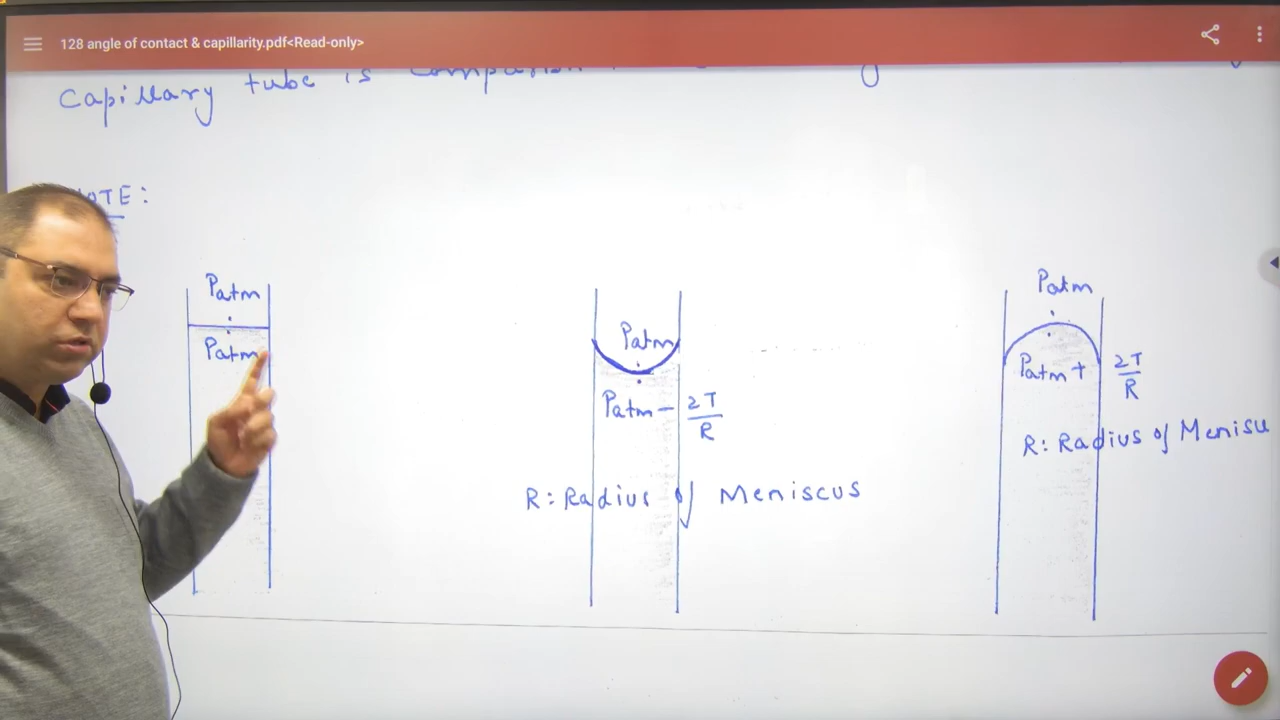 128 angle of contact & capillarity.pdf<Read-only>
Capillary tube is
NOTE:
Patm
Patm
Patm
Patm - 2T/R
R: Radius of Meniscus
Patm
Patm + 2T/R
R: Radius of Menisu